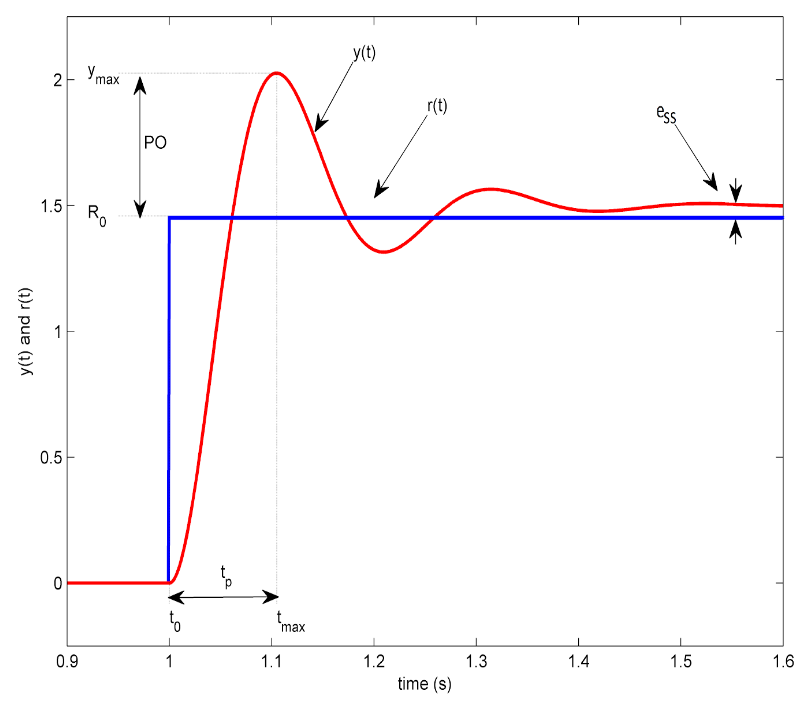 2
y_max
y(t)
r(t)
e_SS
PO
1.5
R_0
1
y(t) and r(t)
0.5
t_p
0
t_0
t_max
0.9
1
1.1
1.2
1.3
1.4
1.5
1.6
time (s)